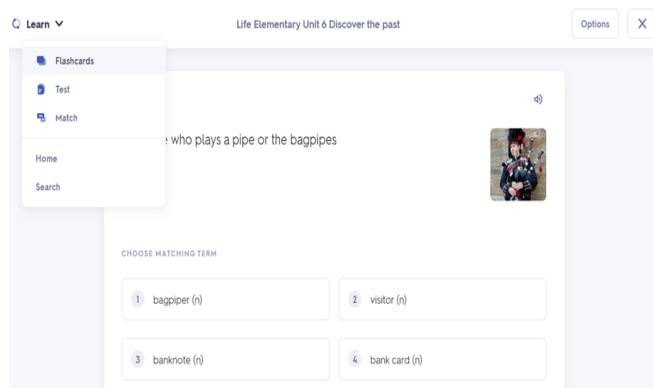 Learn
Life Elementary Unit 6 Discover the past
Options
X
Flashcards
Test
Match
Home
Search
who plays a pipe or the bagpipes
CHOOSE MATCHING TERM
1 bagpiper (n)
2 visitor (n)
3 banknote (n)
4 bank card (n)